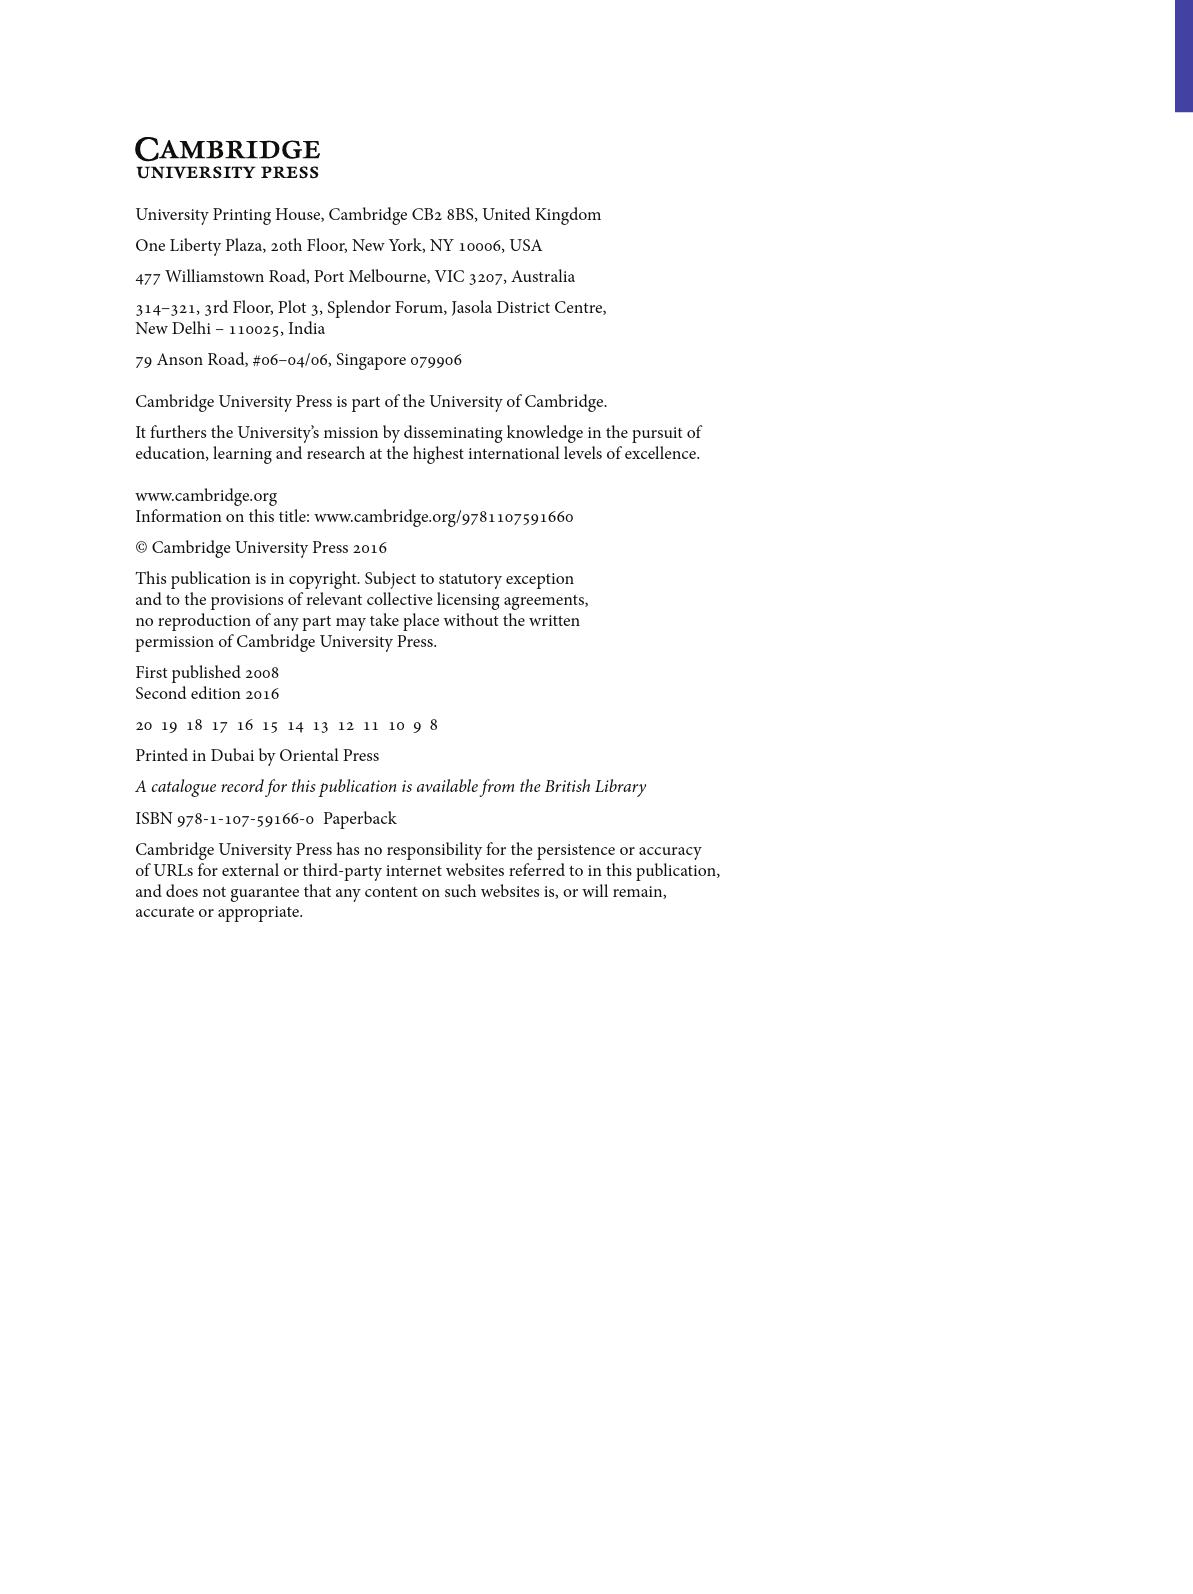 CAMBRIDGE
UNIVERSITY PRESS
University Printing House, Cambridge CB2 8BS, United Kingdom
One Liberty Plaza, 20th Floor, New York, NY 10006, USA
477 Williamstown Road, Port Melbourne, VIC 3207, Australia
314–321, 3rd Floor, Plot 3, Splendor Forum, Jasola District Centre,
New Delhi – 110025, India
79 Anson Road, #06–04/06, Singapore 079906
Cambridge University Press is part of the University of Cambridge.
It furthers the University’s mission by disseminating knowledge in the pursuit of
education, learning and research at the highest international levels of excellence.
www.cambridge.org
Information on this title: www.cambridge.org/9781107591660
© Cambridge University Press 2016
This publication is in copyright. Subject to statutory exception
and to the provisions of relevant collective licensing agreements,
no reproduction of any part may take place without the written
permission of Cambridge University Press.
First published 2008
Second edition 2016
20 19 18 17 16 15 14 13 12 11 10 9 8
Printed in Dubai by Oriental Press
A catalogue record for this publication is available from the British Library
ISBN 978-1-107-59166-0 Paperback
Cambridge University Press has no responsibility for the persistence or accuracy
of URLs for external or third-party internet websites referred to in this publication,
and does not guarantee that any content on such websites is, or will remain,
accurate or appropriate.